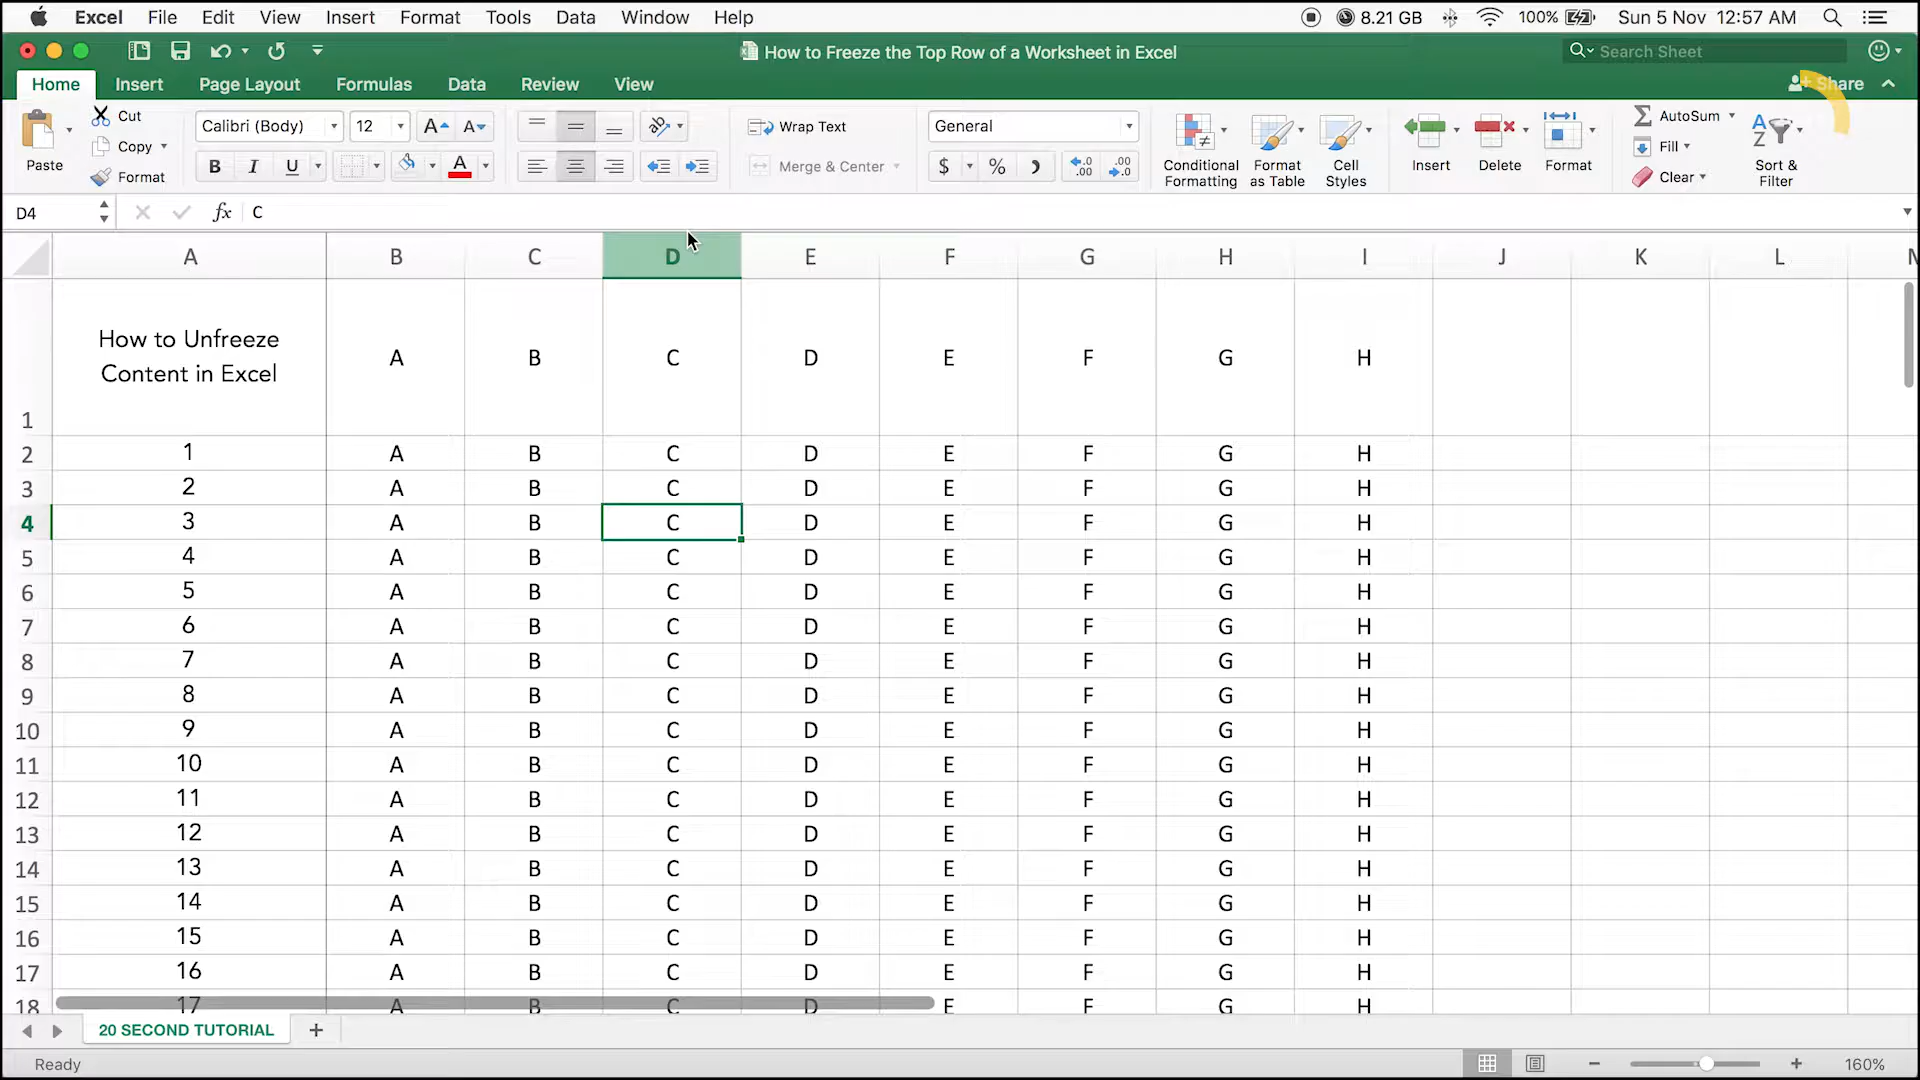 Excel File Edit View Insert Format Tools Data Window Help 8.21 GB 100% Sun 5 Nov 12:57 AM
How to Freeze the Top Row of a Worksheet in Excel Search Sheet
Home Insert Page Layout Formulas Data Review View Share
Paste Cut Copy Format
Calibri (Body) 12 A A
B I U A
ab
Wrap Text
Merge & Center
General
$ % .0 .00 .00 .0
Conditional Formatting
Format as Table
Cell Styles
Insert Delete Format
AutoSum
Fill
Clear
A Z
Sort & Filter
D4 fx C
A B C D E F G H I J K L
1 How to Unfreeze
Content in Excel A B C D E F G H
2 1 A B C D E F G H
3 2 A B C D E F G H
4 3 A B C D E F G H
5 4 A B C D E F G H
6 5 A B C D E F G H
7 6 A B C D E F G H
8 7 A B C D E F G H
9 8 A B C D E F G H
10 9 A B C D E F G H
11 10 A B C D E F G H
12 11 A B C D E F G H
13 12 A B C D E F G H
14 13 A B C D E F G H
15 14 A B C D E F G H
16 15 A B C D E F G H
17 16 A B C D E F G H
18 17 A B C D E F G H
20 SECOND TUTORIAL +
Ready 160%